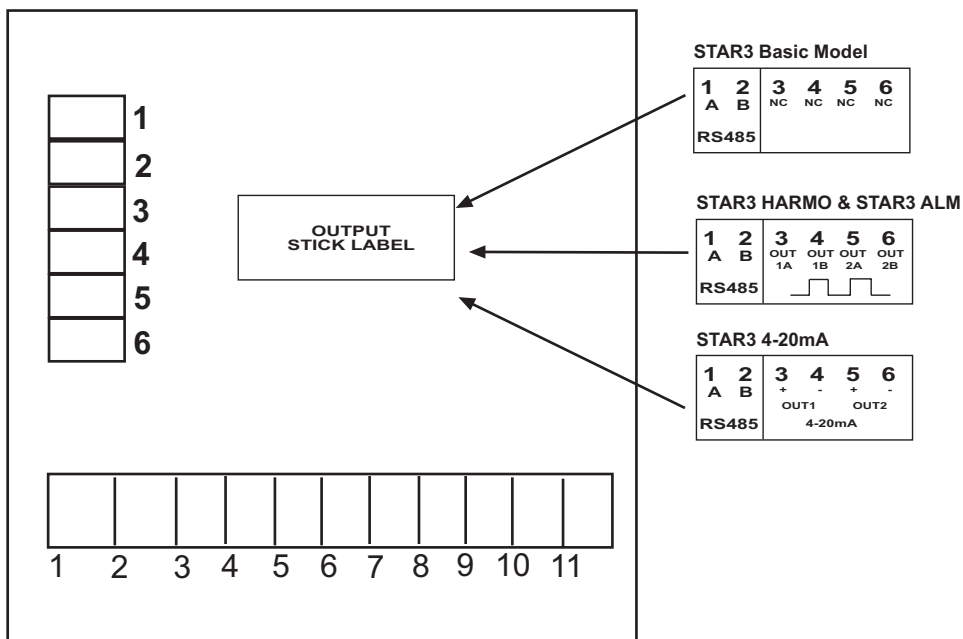 STAR3 Basic Model
1 2 3 4 5 6
A B NC NC NC NC
RS485
1
2
3
4
5
6
OUTPUT
STICK LABEL
STAR3 HARMO & STAR3 ALM
1 2 3 4 5 6
A B OUT OUT OUT OUT
1A 1B 2A 2B
RS485
STAR3 4-20mA
1 2 3 4 5 6
A B + - + -
OUT1 OUT2
RS485 4-20mA
1 2 3 4 5 6 7 8 9 10 11